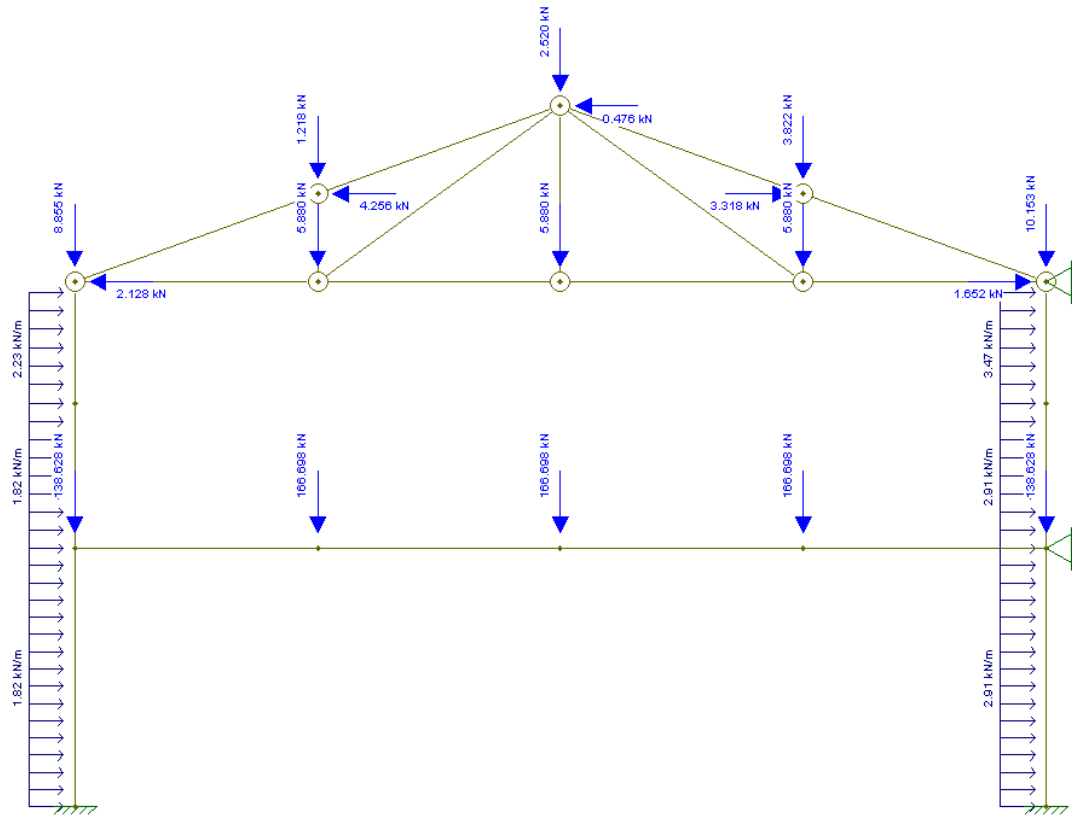 2.520 kN
0.476 kN
1.218 kN
3.822 kN
4.256 kN
3.318 kN
8.855 kN
5.880 kN
5.880 kN
5.880 kN
10.153 kN
2.128 kN
1.652 kN
2.23 kN/m
3.47 kN/m
-138.628 kN
166.698 kN
166.698 kN
166.698 kN
-138.628 kN
1.82 kN/m
2.91 kN/m
1.82 kN/m
2.91 kN/m